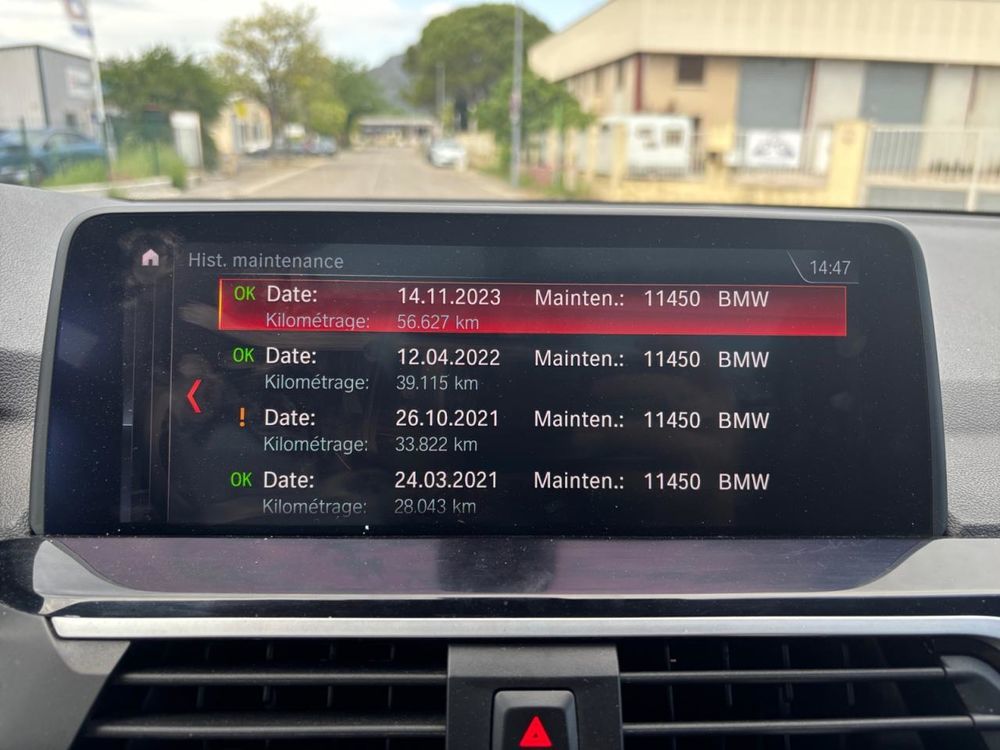 Hist. maintenance 14:47
OK Date: 14.11.2023 Mainten.: 11450 BMW
Kilométrage: 56.627 km
OK Date: 12.04.2022 Mainten.: 11450 BMW
Kilométrage: 39.115 km
! Date: 26.10.2021 Mainten.: 11450 BMW
Kilométrage: 33.822 km
OK Date: 24.03.2021 Mainten.: 11450 BMW
Kilométrage: 28.043 km